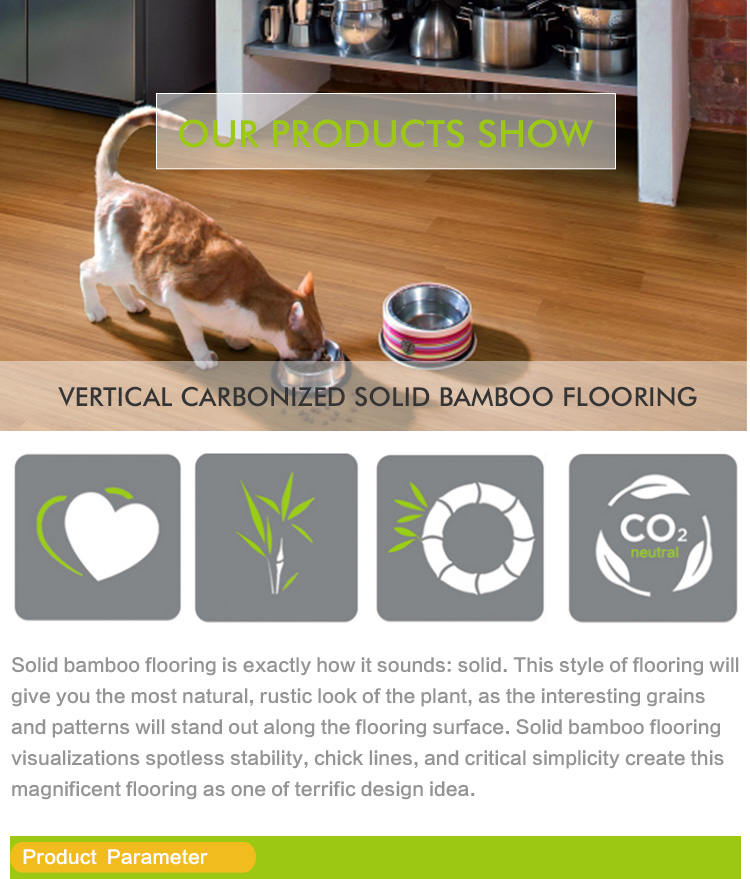 OUR PRODUCTS SHOW
VERTICAL CARBONIZED SOLID BAMBOO FLOORING
CO2
neutral
Solid bamboo flooring is exactly how it sounds: solid. This style of flooring will
give you the most natural, rustic look of the plant, as the interesting grains
and patterns will stand out along the flooring surface. Solid bamboo flooring
visualizations spotless stability, chick lines, and critical simplicity create this
magnificent flooring as one of terrific design idea.
Product Parameter